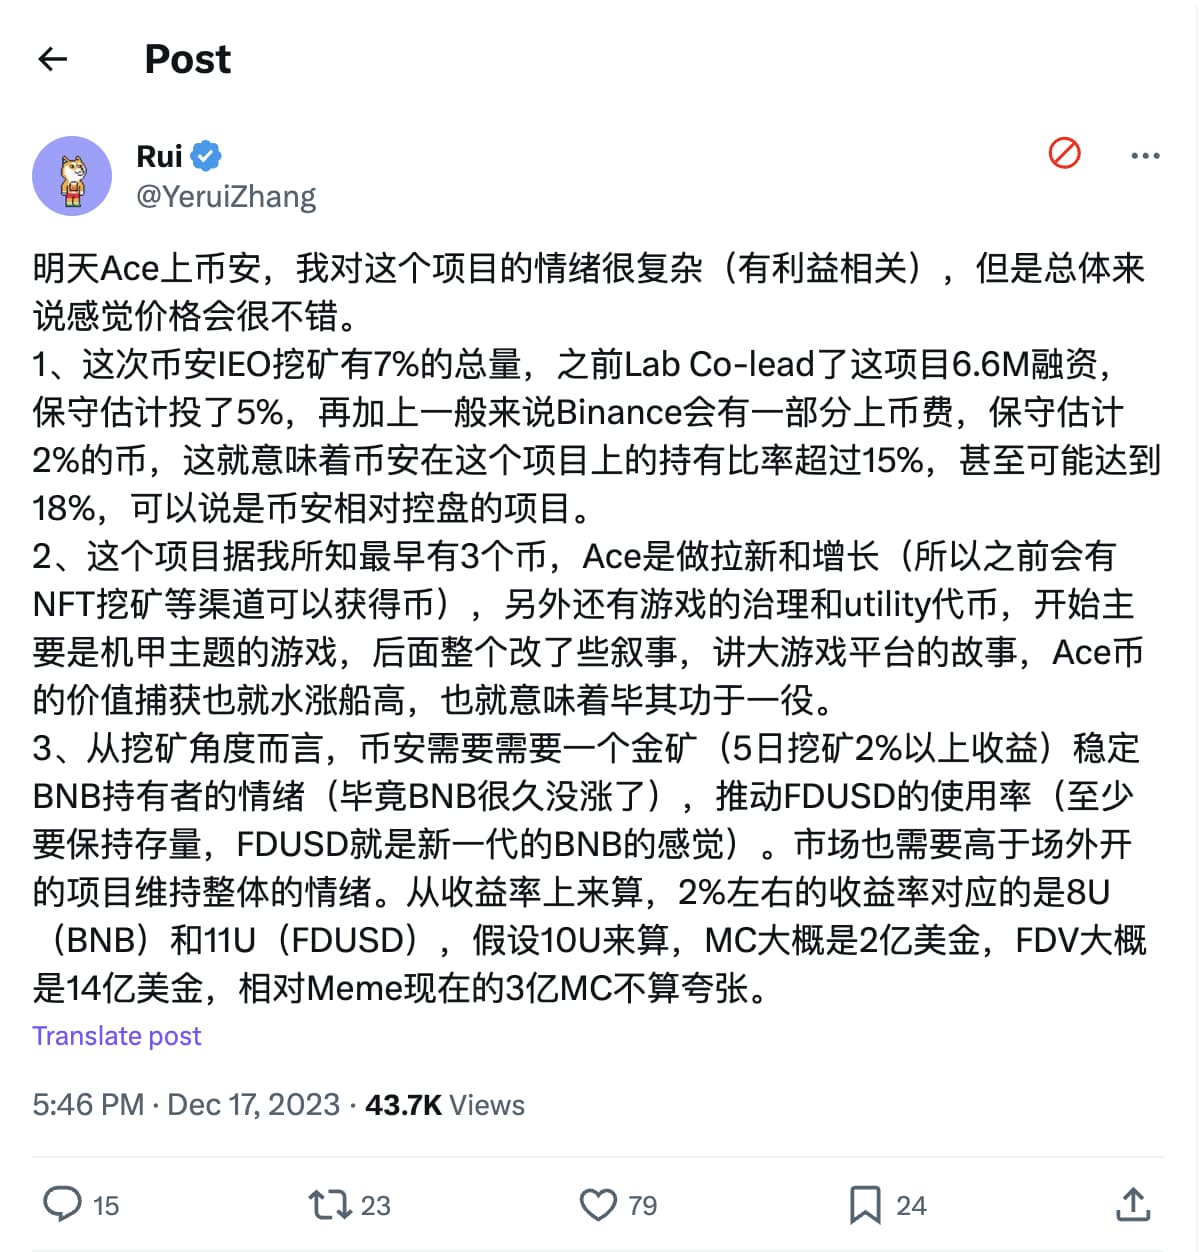 Post
Rui
@YeruiZhang
明天Ace上币安，我对这个项目的情绪很复杂（有利益相关），但是总体来
说感觉价格会很不错。
1、这次币安IEO挖矿有7%的总量，之前Lab Co-lead了这项目6.6M融资，
保守估计投了5%，再加上一般来说Binance会有一部分上币费，保守估计
2%的币，这就意味着币安在这个项目上的持有比率超过15%，甚至可能达到
18%，可以说是币安相对控盘的项目。
2、这个项目据我所知最早有3个币，Ace是做拉新和增长（所以之前会有
NFT挖矿等渠道可以获得币），另外还有游戏的治理和utility代币，开始主
要是机甲主题的游戏，后面整个改了些叙事，讲大游戏平台的故事，Ace币
的价值捕获也就水涨船高，也就意味着毕其功于一役。
3、从挖矿角度而言，币安需要需要一个金矿（5日挖矿2%以上收益）稳定
BNB持有者的情绪（毕竟BNB很久没涨了），推动FDUSD的使用率（至少
要保持存量，FDUSD就是新一代的BNB的感觉）。市场也需要高于场外开
的项目维持整体的情绪。从收益率上来算，2%左右的收益率对应的是8U
（BNB）和11U（FDUSD），假设10U来算，MC大概是2亿美金，FDV大概
是14亿美金，相对Meme现在的3亿MC不算夸张。
Translate post
5:46 PM · Dec 17, 2023 · 43.7K Views
15 23 79 24